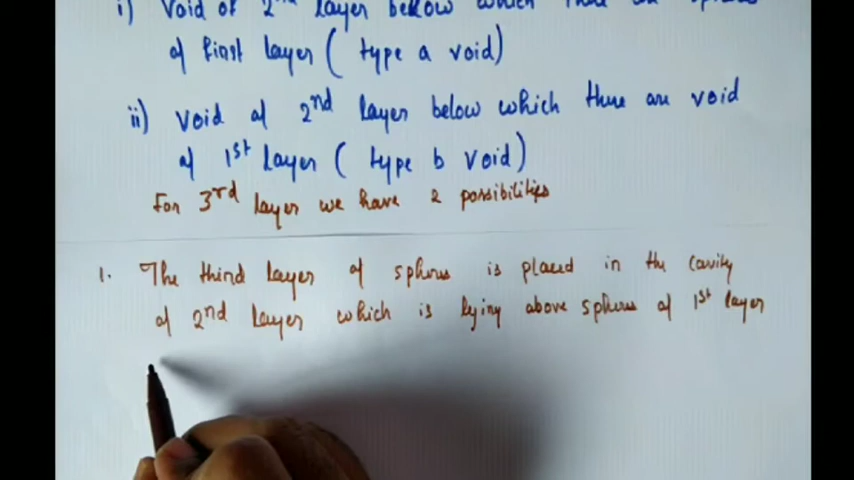 i) Void of 2nd layer below which there are spheres
of first layer ( type a void)
ii) Void of 2nd layer below which there are void
of 1st layer ( type b void)
For 3rd layer we have 2 possibilities
1. The third layer of spheres is placed in the cavity
of 2nd layer which is lying above spheres of 1st layer